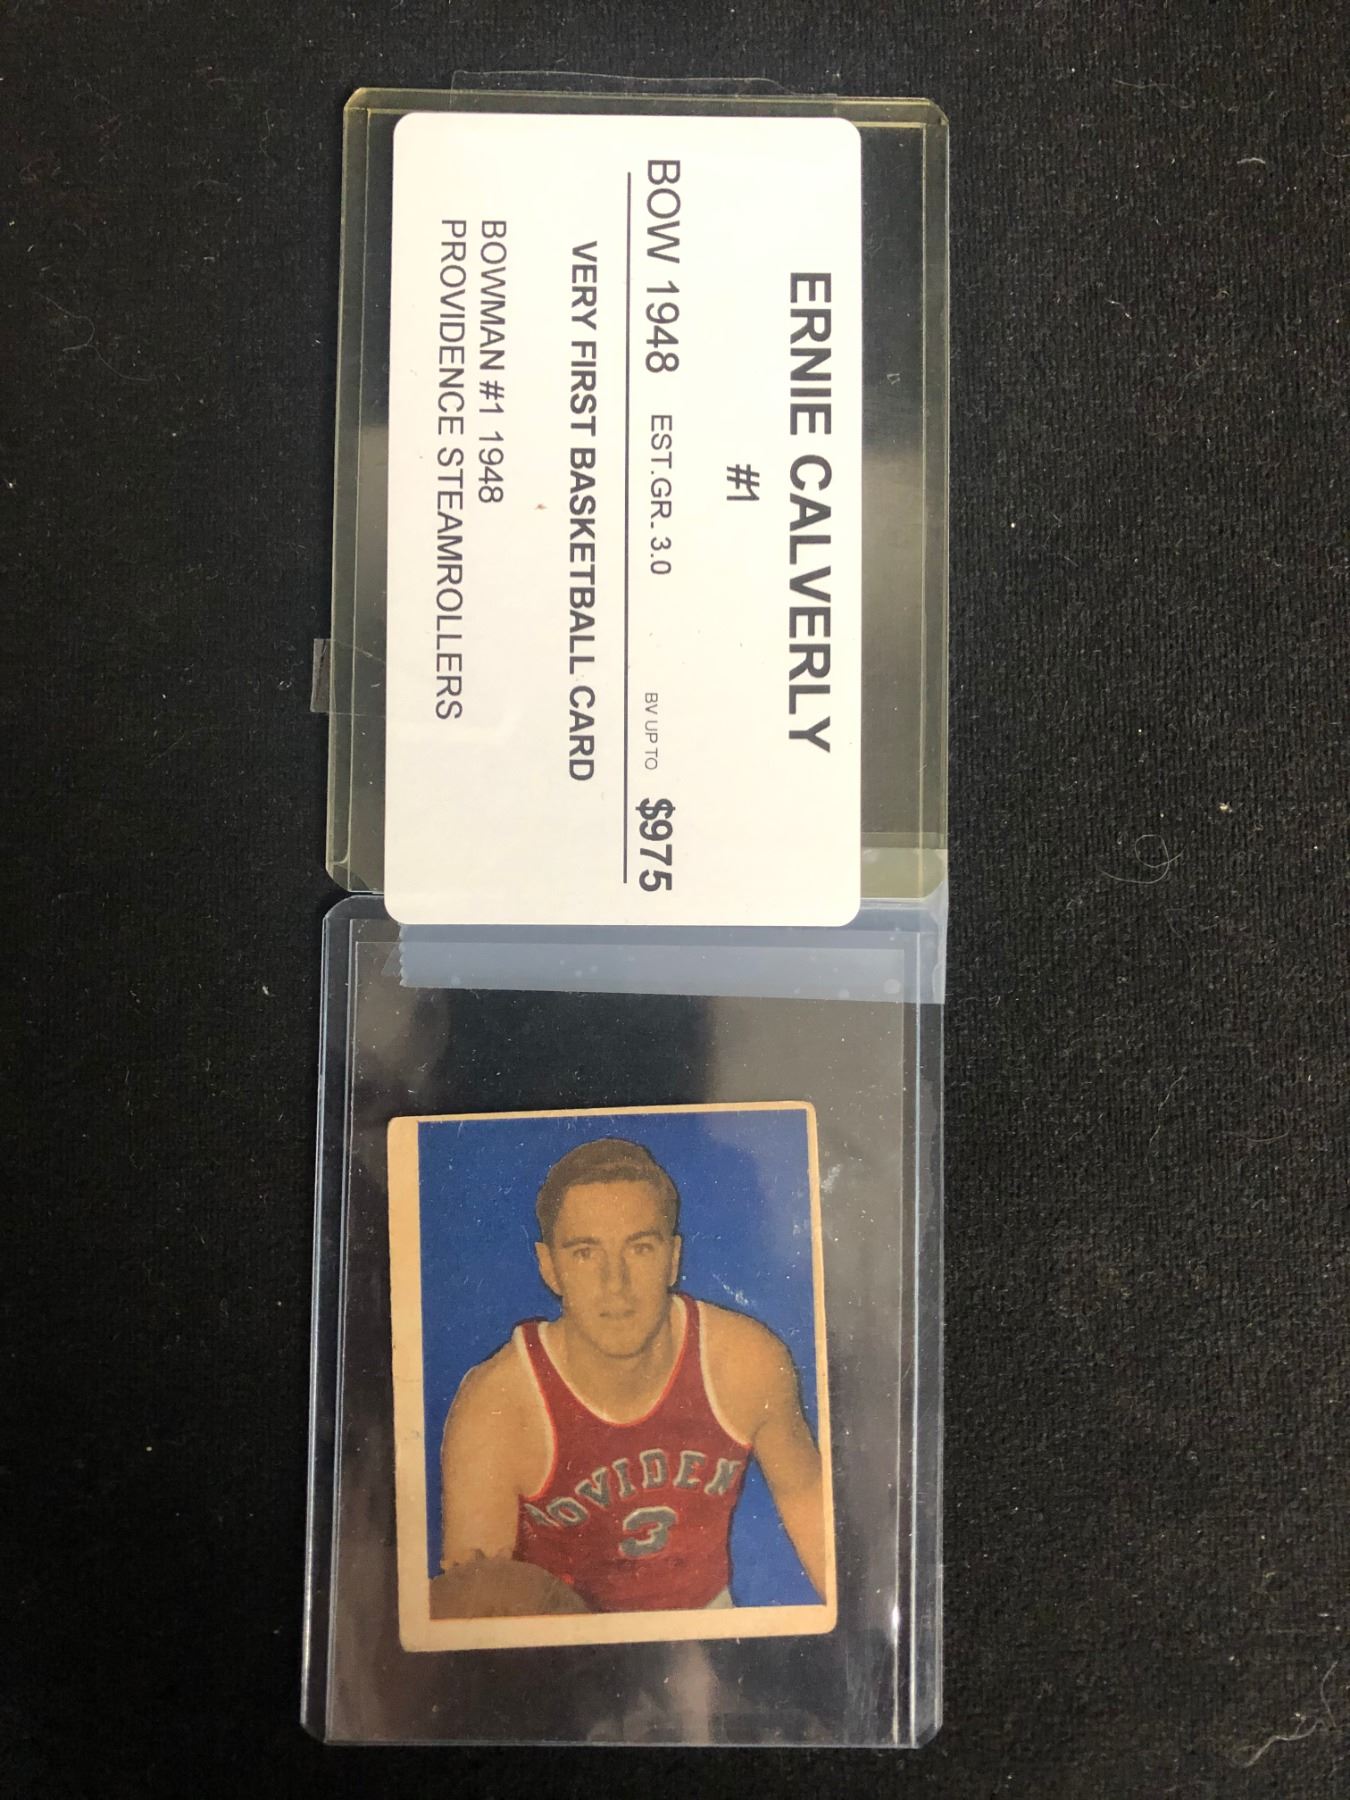 ERNIE CALVERLY
#1
BOW 1948 EST.GR. 3.0 BV UP TO $975
VERY FIRST BASKETBALL CARD
BOWMAN #1 1948
PROVIDENCE STEAMROLLERS
OVIDEN
3